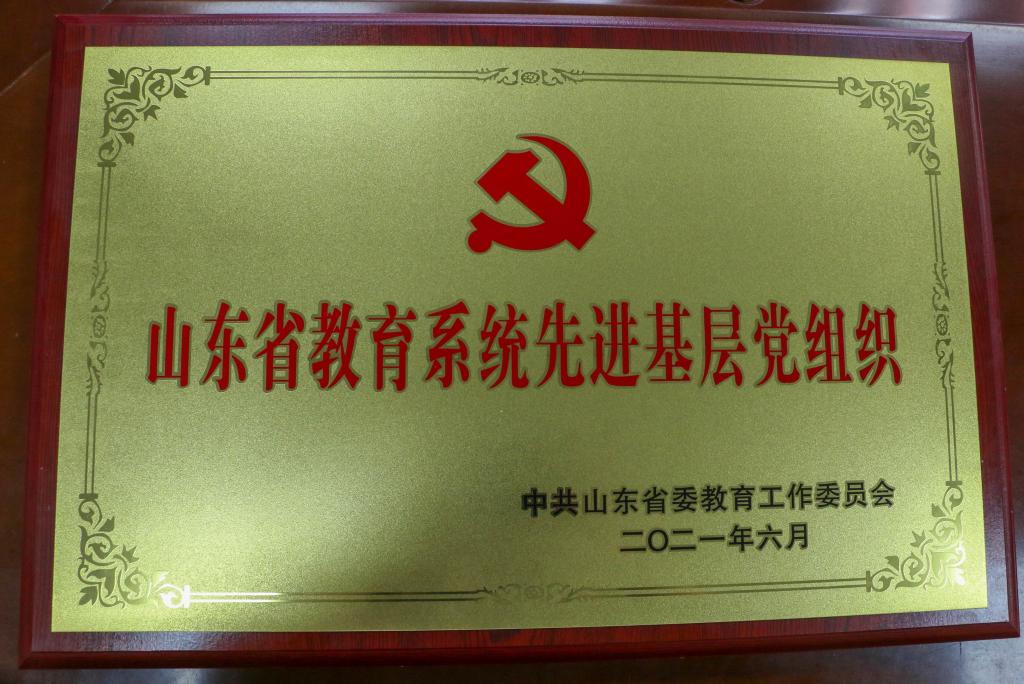 山东省教育系统先进基层党组织
中共山东省委教育工作委员会
二〇二一年六月